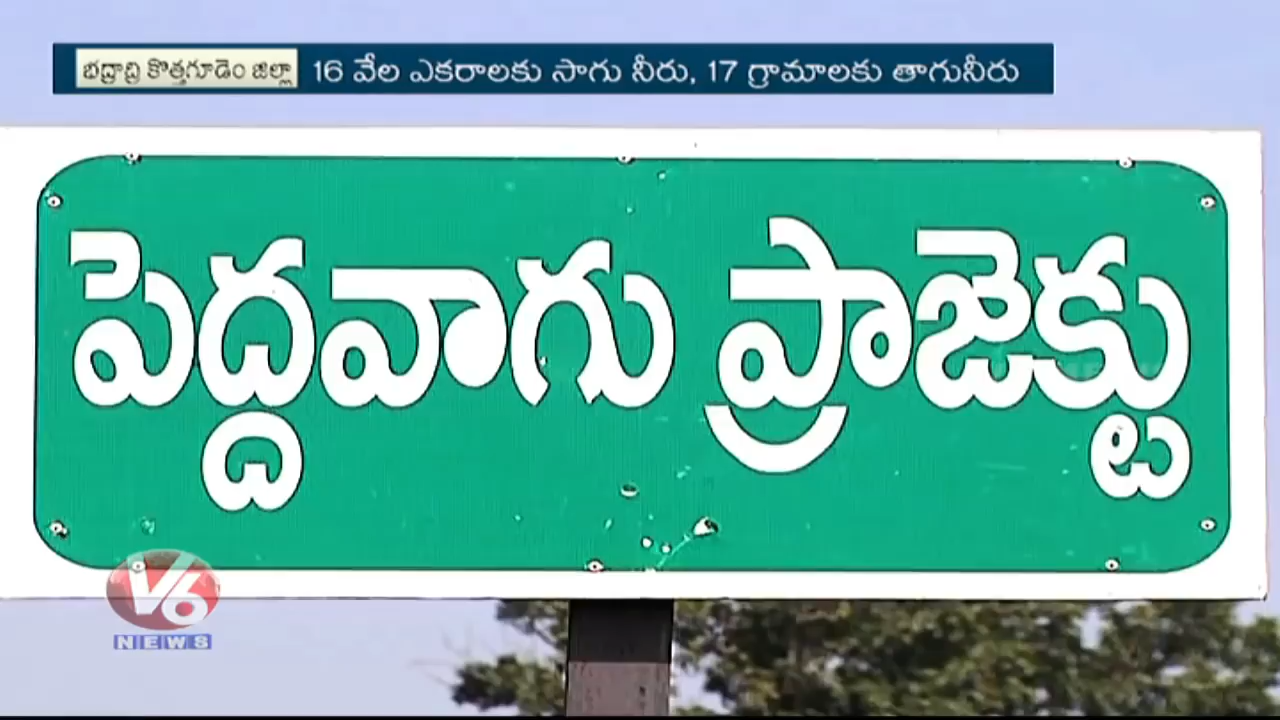 భద్రాద్రి కొత్తగూడెం జిల్లా 16 వేల ఎకరాలకు సాగు నీరు, 17 గ్రామాలకు తాగునీరు
పెద్దవాగు ప్రాజెక్టు
V6
NEWS